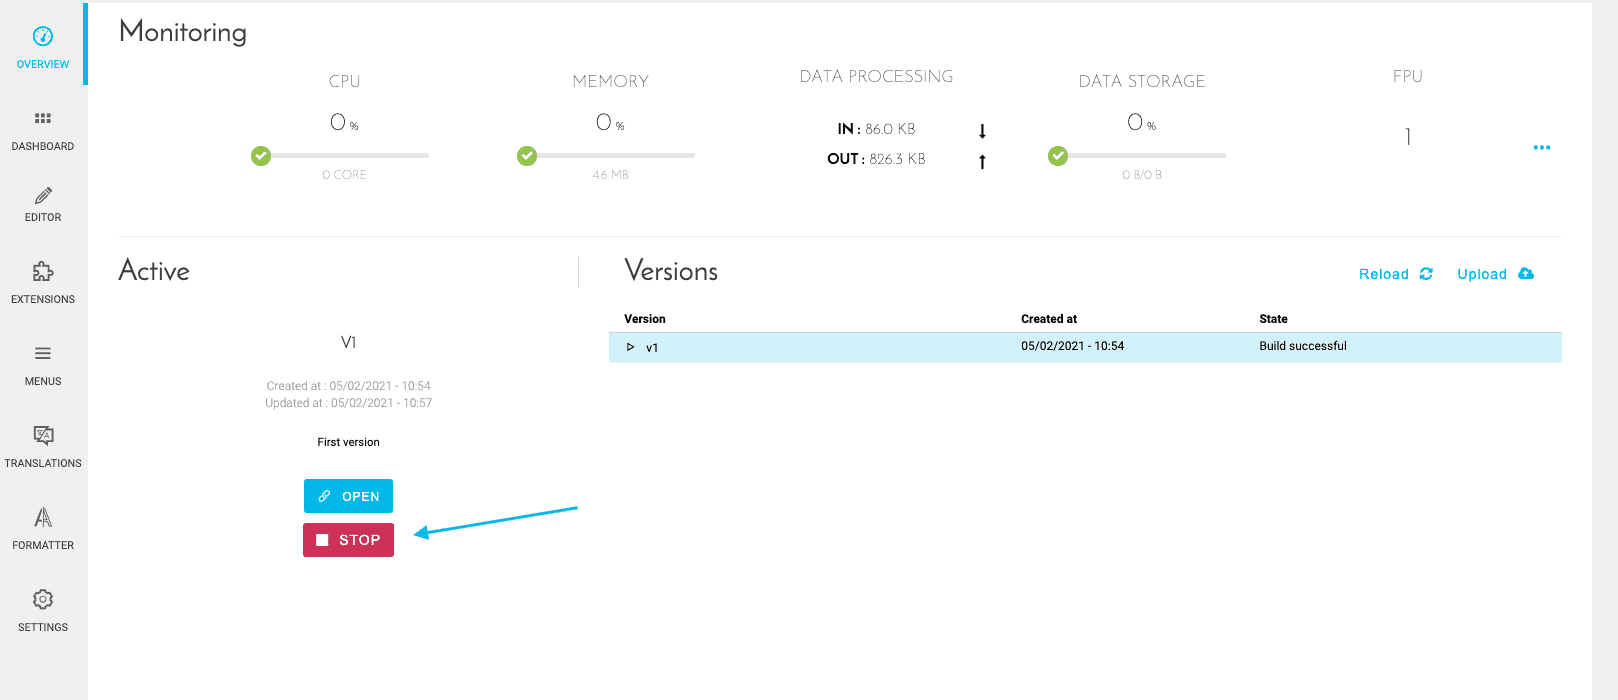 OVERVIEW
DASHBOARD
EDITOR
EXTENSIONS
MENUS
TRANSLATIONS
FORMATTER
SETTINGS
Monitoring
CPU
0 %
0 CORE
MEMORY
0 %
4.6 MB
DATA PROCESSING
IN : 86.0 KB
OUT : 826.3 KB
DATA STORAGE
0 %
0 B/0 B
FPU
1
Active
V1
Created at : 05/02/2021 - 10:54
Updated at : 05/02/2021 - 10:57
First version
OPEN
STOP
Versions
Reload Upload
Version Created at State
v1 05/02/2021 - 10:54 Build successful